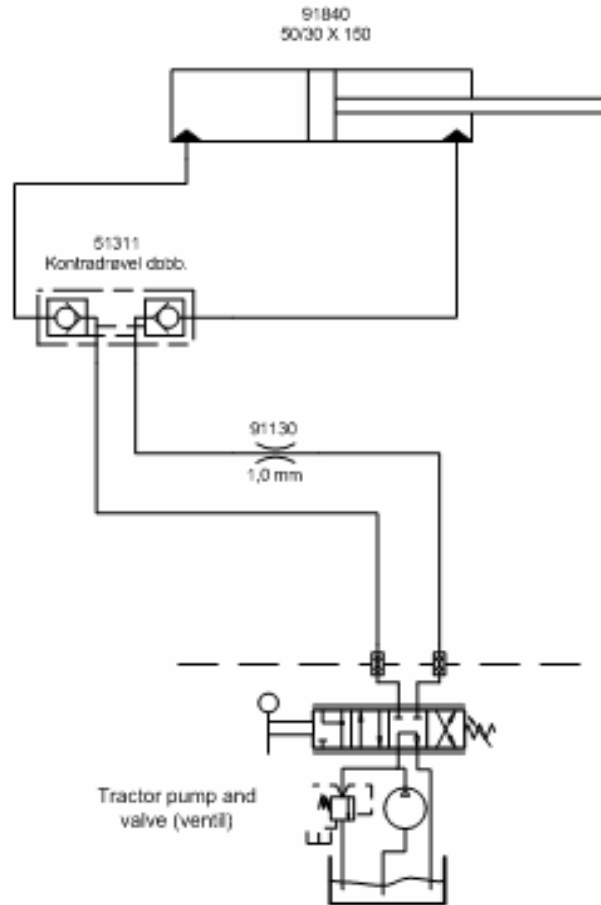 91840
50/30 X 150
51311
Kontradrøvel dobb.
91130
1,0 mm
Tractor pump and
valve (ventil)